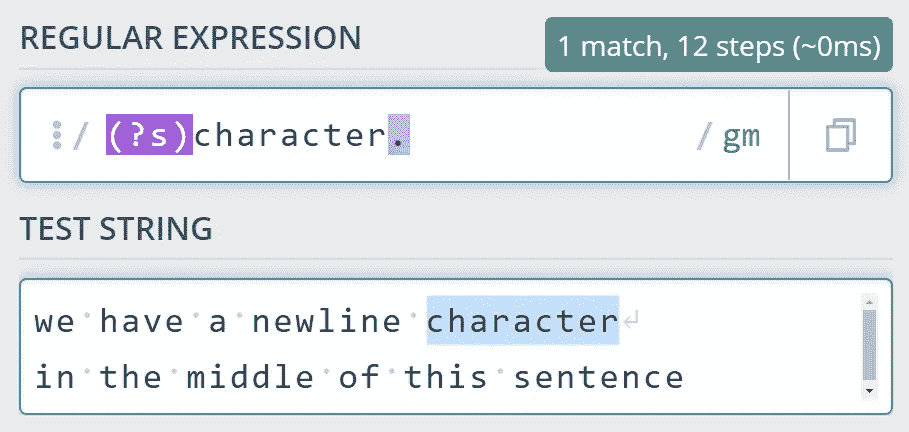 REGULAR EXPRESSION
1 match, 12 steps (~0ms)
/ (?s)character. / gm
TEST STRING
we have a newline character
in the middle of this sentence